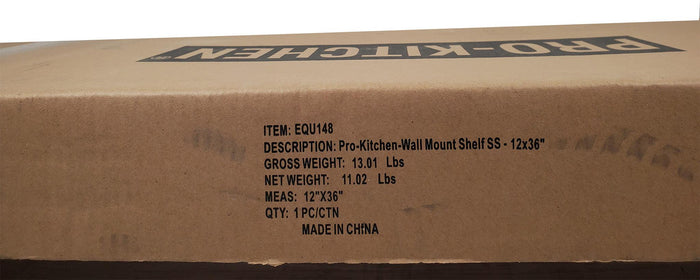 PRO-KITCHEN
ITEM: EQU148
DESCRIPTION: Pro-Kitchen-Wall Mount Shelf SS - 12x36"
GROSS WEIGHT: 13.01 Lbs
NET WEIGHT: 11.02 Lbs
MEAS: 12"X36"
QTY: 1 PC/CTN
MADE IN CHINA